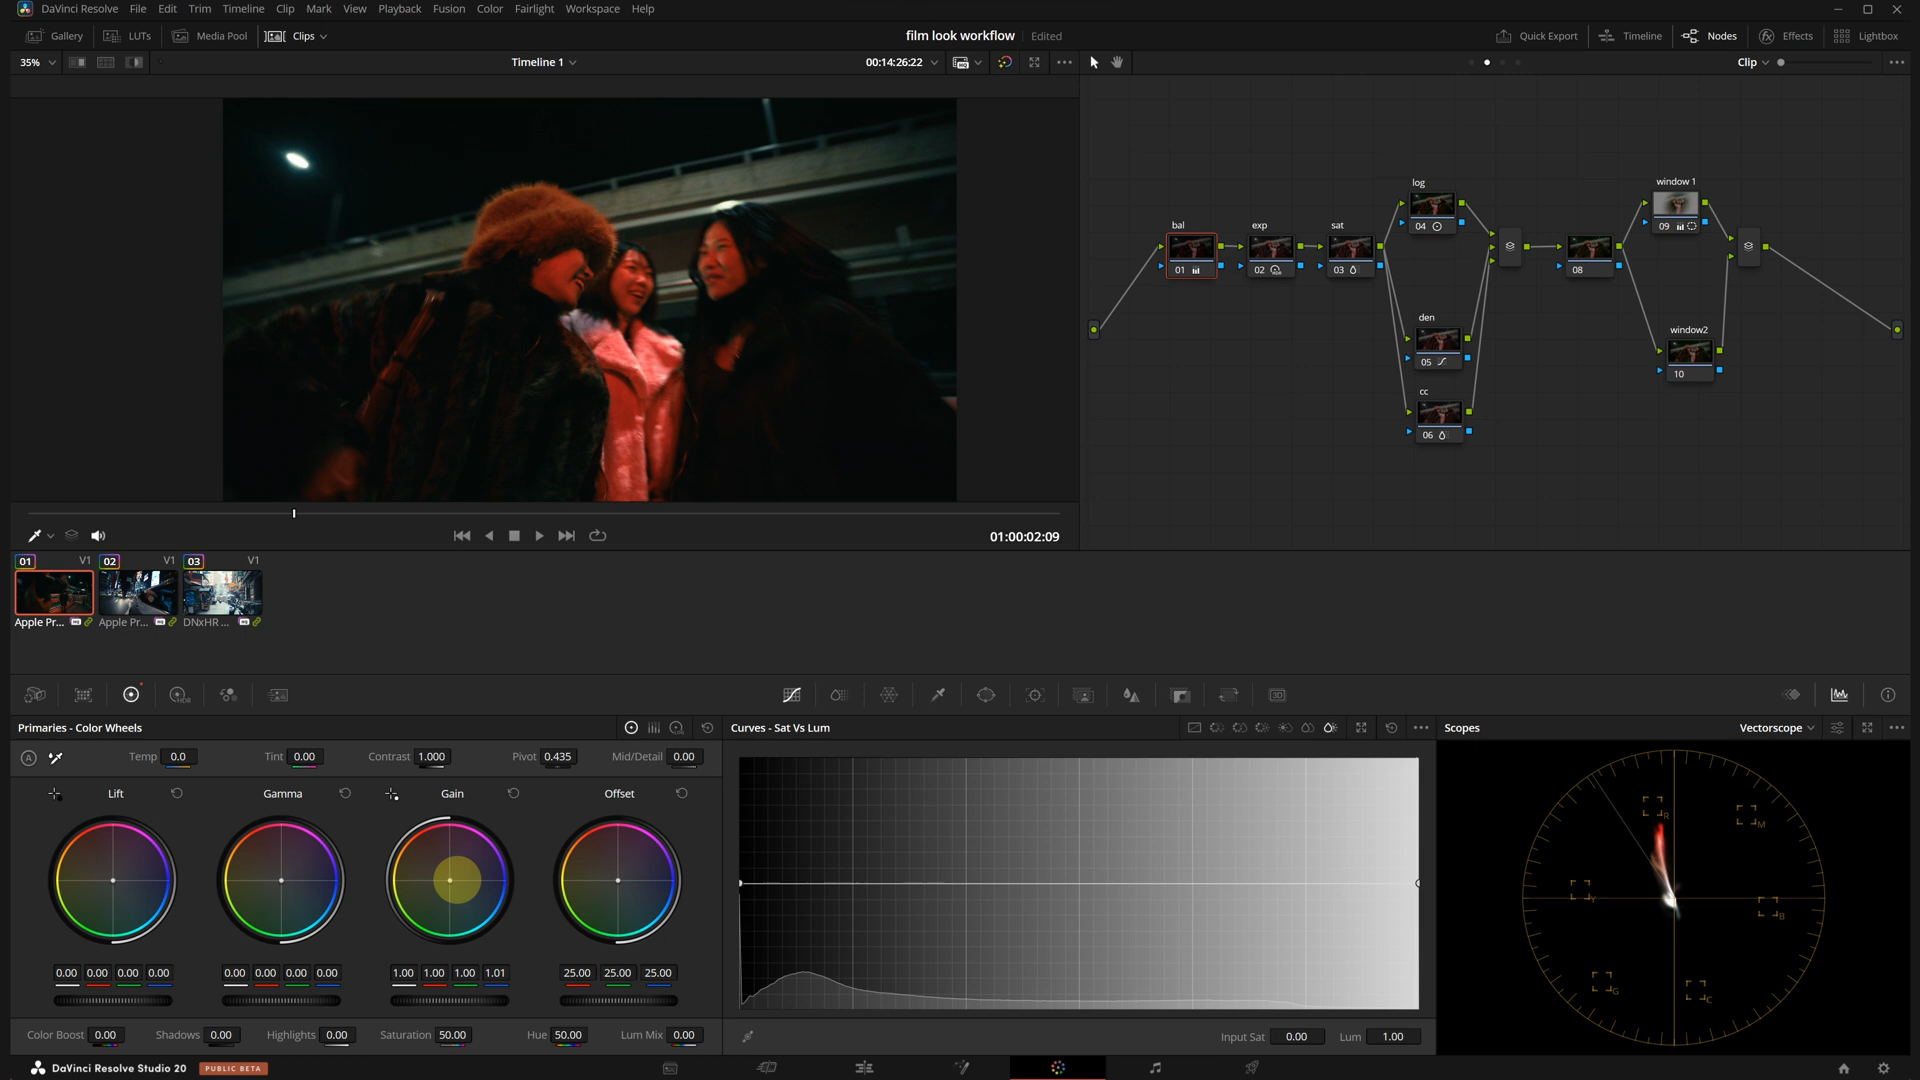 DaVinci Resolve File Edit Trim Timeline Clip Mark View Playback Fusion Color Fairlight Workspace Help
Gallery LUTs Media Pool Clips film look workflow Edited Quick Export Timeline Nodes Effects Lightbox
35% Timeline 1 00:14:26:22 Clip
log
window 1
bal exp sat
04 09
01 02 03 08
den
window2
05 10
cc
06
01:00:02:09
01 V1 02 V1 03 V1
Apple Pr... Apple Pr... DNxHR ...
Primaries - Color Wheels Curves - Sat Vs Lum Scopes Vectorscope
A Temp 0.0 Tint 0.00 Contrast 1.000 Pivot 0.435 Mid/Detail 0.00
Lift Gamma Gain Offset
R M
Y B
G C
0.00 0.00 0.00 0.00 0.00 0.00 0.00 0.00 1.00 1.00 1.00 1.01 25.00 25.00 25.00
Color Boost 0.00 Shadows 0.00 Highlights 0.00 Saturation 50.00 Hue 50.00 Lum Mix 0.00 Input Sat 0.00 Lum 1.00
DaVinci Resolve Studio 20 PUBLIC BETA